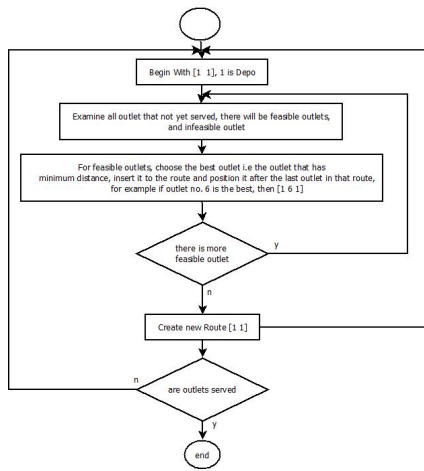 Begin With [1 1], 1 is Depo
Examine all outlet that not yet served, there will be feasible outlets,
and infeasible outlet
For feasible outlets, choose the best outlet i.e the outlet that has
minimum distance, insert it to the route and position it after the last outlet in that route,
for example if outlet no. 6 is the best, then [1 6 1]
there is more
feasible outlet
y
n
Create new Route [1 1]
are outlets served
n
y
end